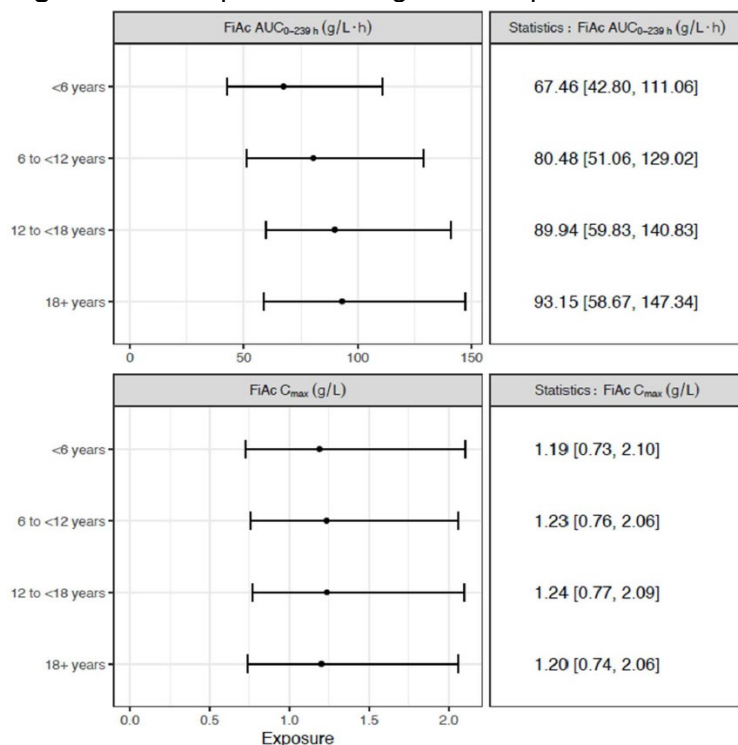 FiAc AUC0–239 h (g/L·h)
Statistics : FiAc AUC0–239 h (g/L·h)
<6 years
67.46 [42.80, 111.06]
6 to <12 years
80.48 [51.06, 129.02]
12 to <18 years
89.94 [59.83, 140.83]
18+ years
93.15 [58.67, 147.34]
0 50 100 150
FiAc Cmax (g/L)
Statistics : FiAc Cmax (g/L)
<6 years
1.19 [0.73, 2.10]
6 to <12 years
1.23 [0.76, 2.06]
12 to <18 years
1.24 [0.77, 2.09]
18+ years
1.20 [0.74, 2.06]
0.0 0.5 1.0 1.5 2.0
Exposure